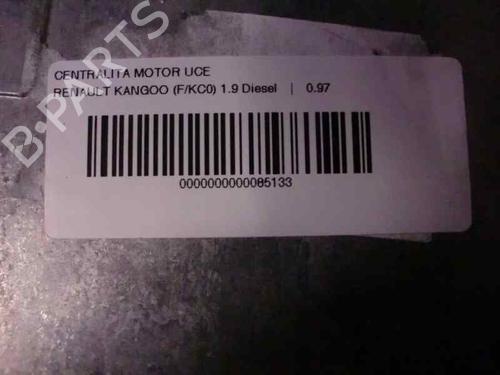 B-PARTS
CENTRALITA MOTOR UCE
RENAULT KANGOO (F/KC0) 1.9 Diesel | 0.97
0000000000085133